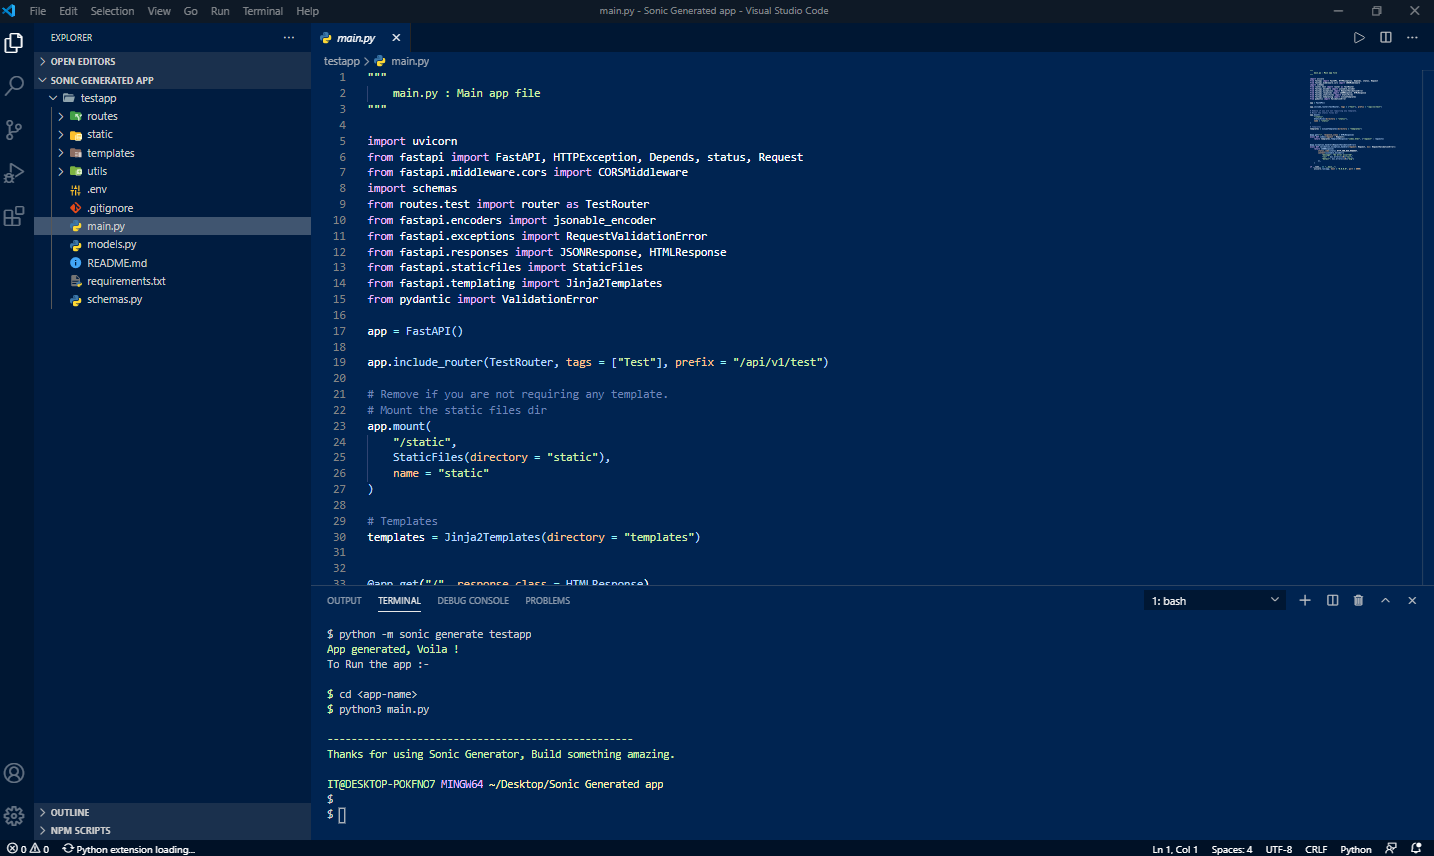 File Edit Selection View Go Run Terminal Help
main.py - Sonic Generated app - Visual Studio Code
EXPLORER
OPEN EDITORS
SONIC GENERATED APP
testapp
routes
static
templates
utils
.env
.gitignore
main.py
models.py
README.md
requirements.txt
schemas.py
OUTLINE
NPM SCRIPTS
main.py
testapp > main.py
1 """
2 main.py : Main app file
3 """
4
5 import uvicorn
6 from fastapi import FastAPI, HTTPException, Depends, status, Request
7 from fastapi.middleware.cors import CORSMiddleware
8 import schemas
9 from routes.test import router as TestRouter
10 from fastapi.encoders import jsonable_encoder
11 from fastapi.exceptions import RequestValidationError
12 from fastapi.responses import JSONResponse, HTMLResponse
13 from fastapi.staticfiles import StaticFiles
14 from fastapi.templating import Jinja2Templates
15 from pydantic import ValidationError
16
17 app = FastAPI()
18
19 app.include_router(TestRouter, tags = ["Test"], prefix = "/api/v1/test")
20
21 # Remove if you are not requiring any template.
22 # Mount the static files dir
23 app.mount(
24 "/static",
25 StaticFiles(directory = "static"),
26 name = "static"
27 )
28
29 # Templates
30 templates = Jinja2Templates(directory = "templates")
31
32
33 @app.get("/", response_class = HTMLResponse)
OUTPUT TERMINAL DEBUG CONSOLE PROBLEMS
1: bash
$ python -m sonic generate testapp
App generated, Voila !
To Run the app :-
$ cd <app-name>
$ python3 main.py
---------------------------------------------------
Thanks for using Sonic Generator, Build something amazing.
IT@DESKTOP-POKFNO7 MINGW64 ~/Desktop/Sonic Generated app
$
$
0 0 Python extension loading...
Ln 1, Col 1 Spaces: 4 UTF-8 CRLF Python